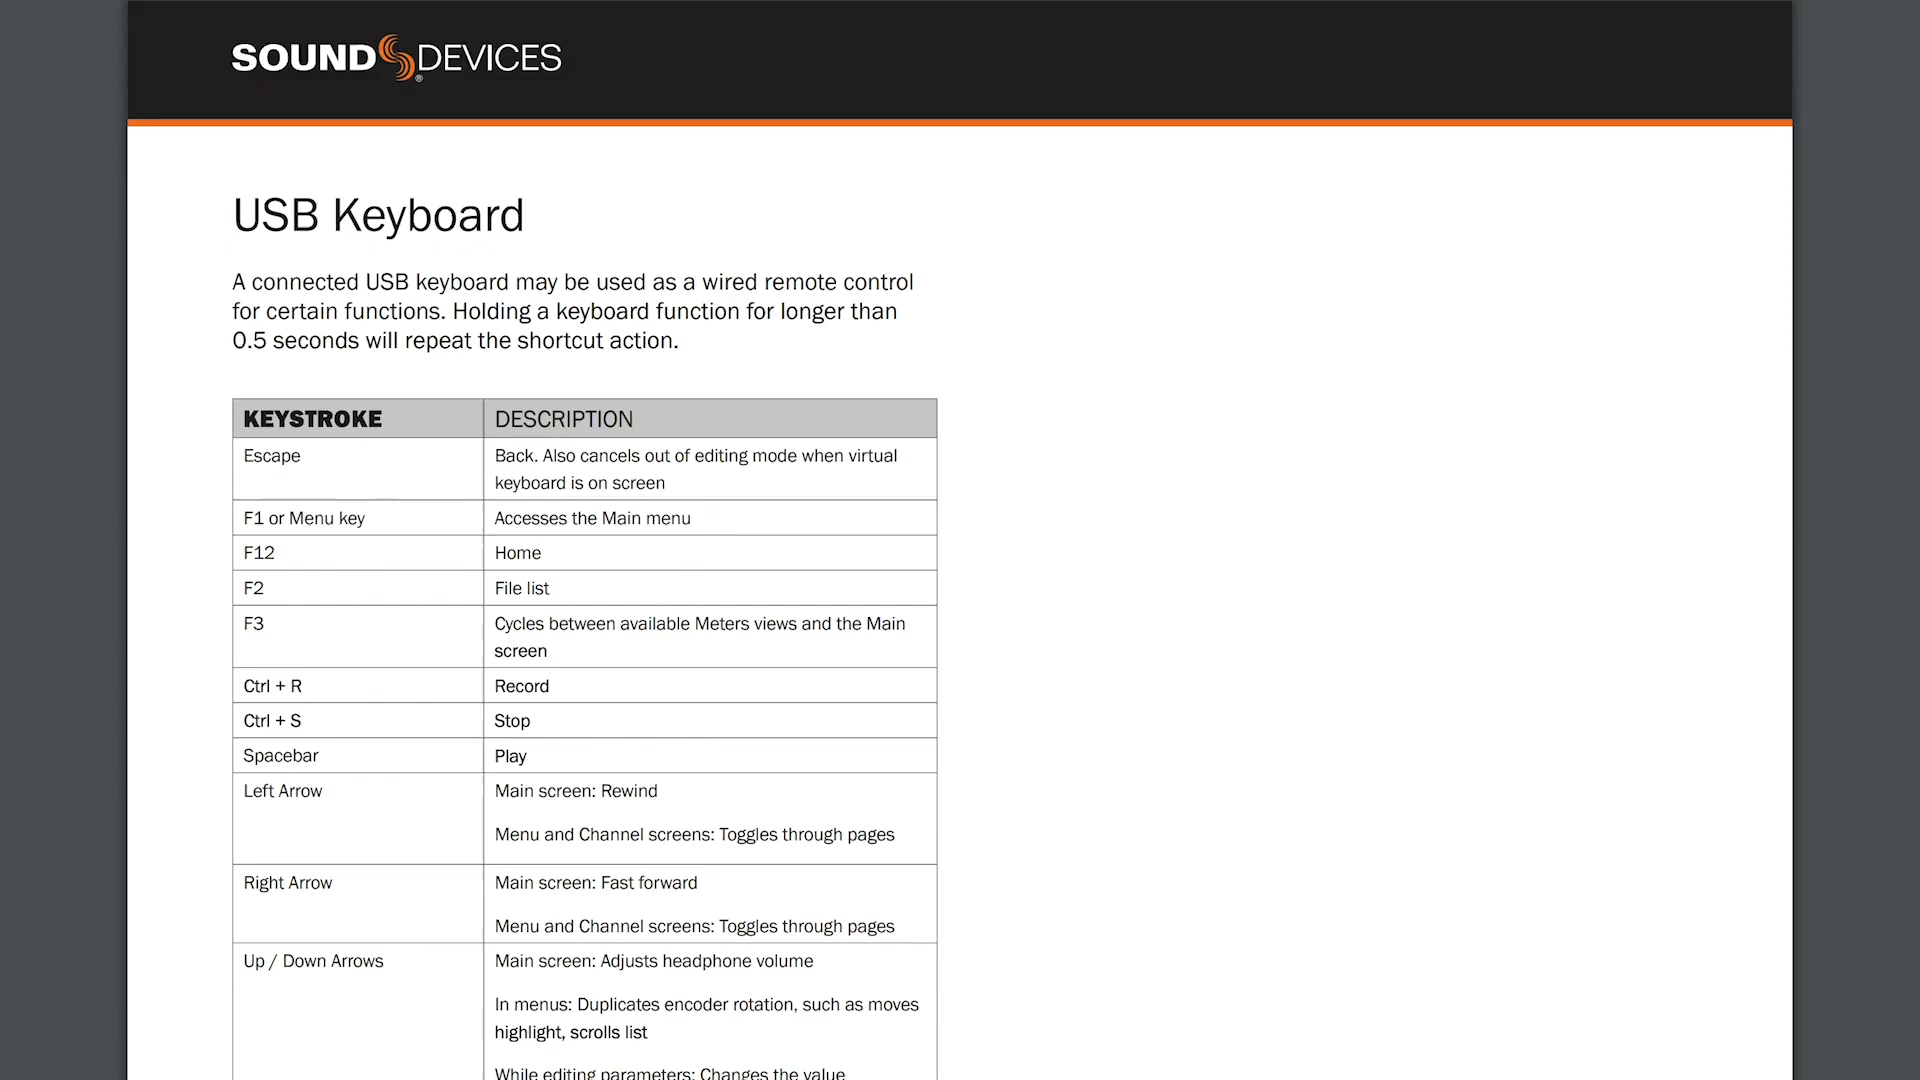 SOUND DEVICES®
USB Keyboard
A connected USB keyboard may be used as a wired remote control
for certain functions. Holding a keyboard function for longer than
0.5 seconds will repeat the shortcut action.
KEYSTROKE DESCRIPTION
Escape Back. Also cancels out of editing mode when virtual
keyboard is on screen
F1 or Menu key Accesses the Main menu
F12 Home
F2 File list
F3 Cycles between available Meters views and the Main
screen
Ctrl + R Record
Ctrl + S Stop
Spacebar Play
Left Arrow Main screen: Rewind
Menu and Channel screens: Toggles through pages
Right Arrow Main screen: Fast forward
Menu and Channel screens: Toggles through pages
Up / Down Arrows Main screen: Adjusts headphone volume
In menus: Duplicates encoder rotation, such as moves
highlight, scrolls list
While editing parameters: Changes the value